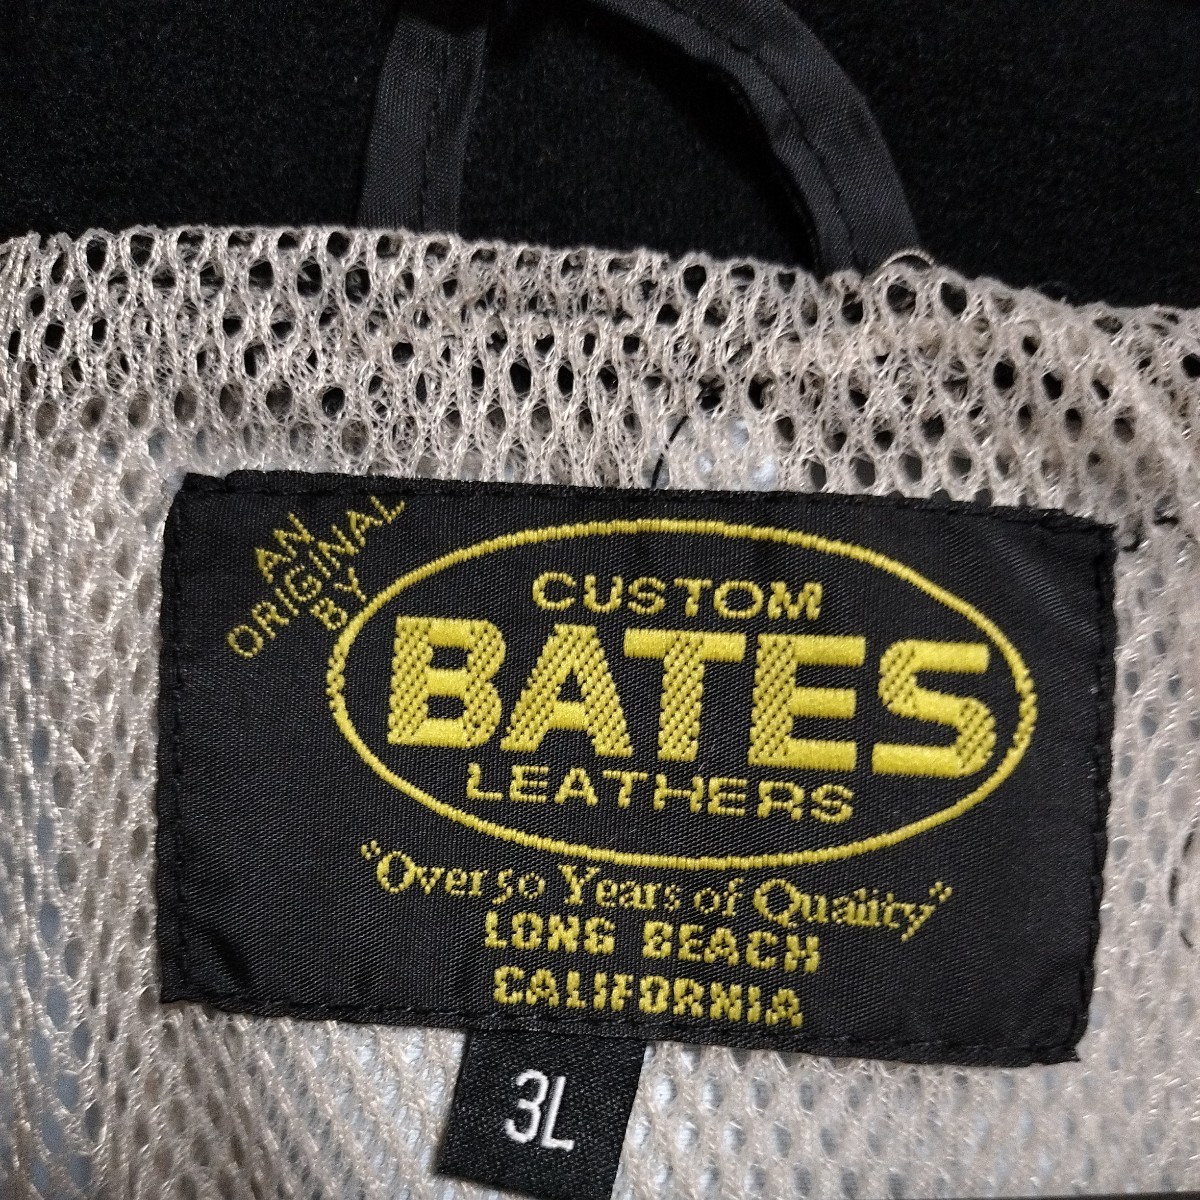 AN
ORIGINAL
BY
CUSTOM
BATES
LEATHERS
"Over 50 Years of Quality"
LONG BEACH
CALIFORNIA
3L